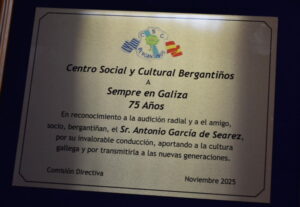 Centro Social y Cultural Bergantiños
A
Sempre en Galiza
75 Años
En reconocimiento a la audición radial y a el amigo,
socio, bergantiñan, el Sr. Antonio García de Searez,
por su invalorable conducción, aportando a la cultura
gallega y por transmitirla a las nuevas generaciones.
Comisión Directiva
Noviembre 2025